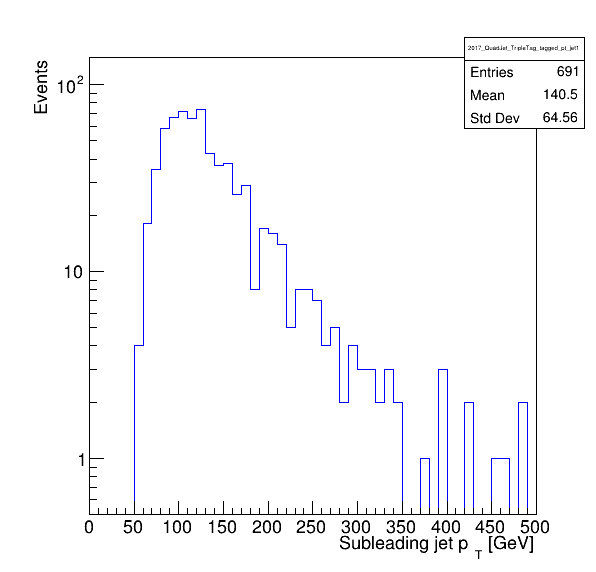 2017_QuadJet_TripleTag_tagged_pt_jet1
Entries 691
Mean 140.5
Std Dev 64.56
Events
10²
10
1
0 50 100 150 200 250 300 350 400 450 500
Subleading jet p_T [GeV]